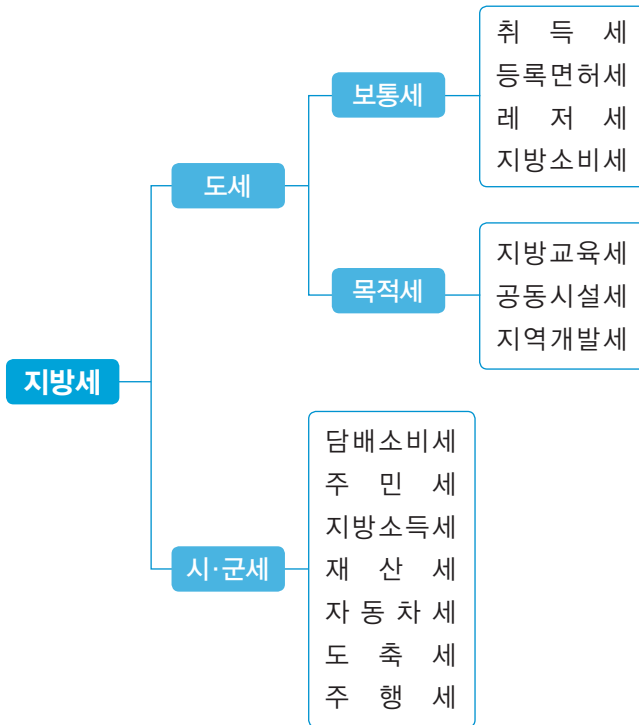 지방세
도세
보통세
취 득 세
등록면허세
레 저 세
지방소비세
목적세
지방교육세
공동시설세
지역개발세
시·군세
담배소비세
주 민 세
지방소득세
재 산 세
자 동 차 세
도 축 세
주 행 세